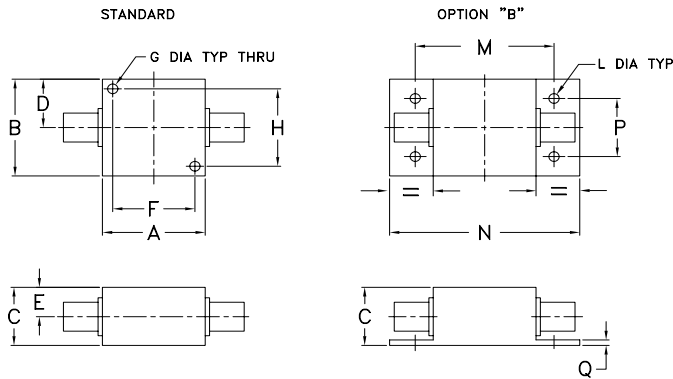 STANDARD
OPTION "B"
G DIA TYP THRU
M
L DIA TYP
D
B
H
P
F
=
=
A
N
E
C
C
Q